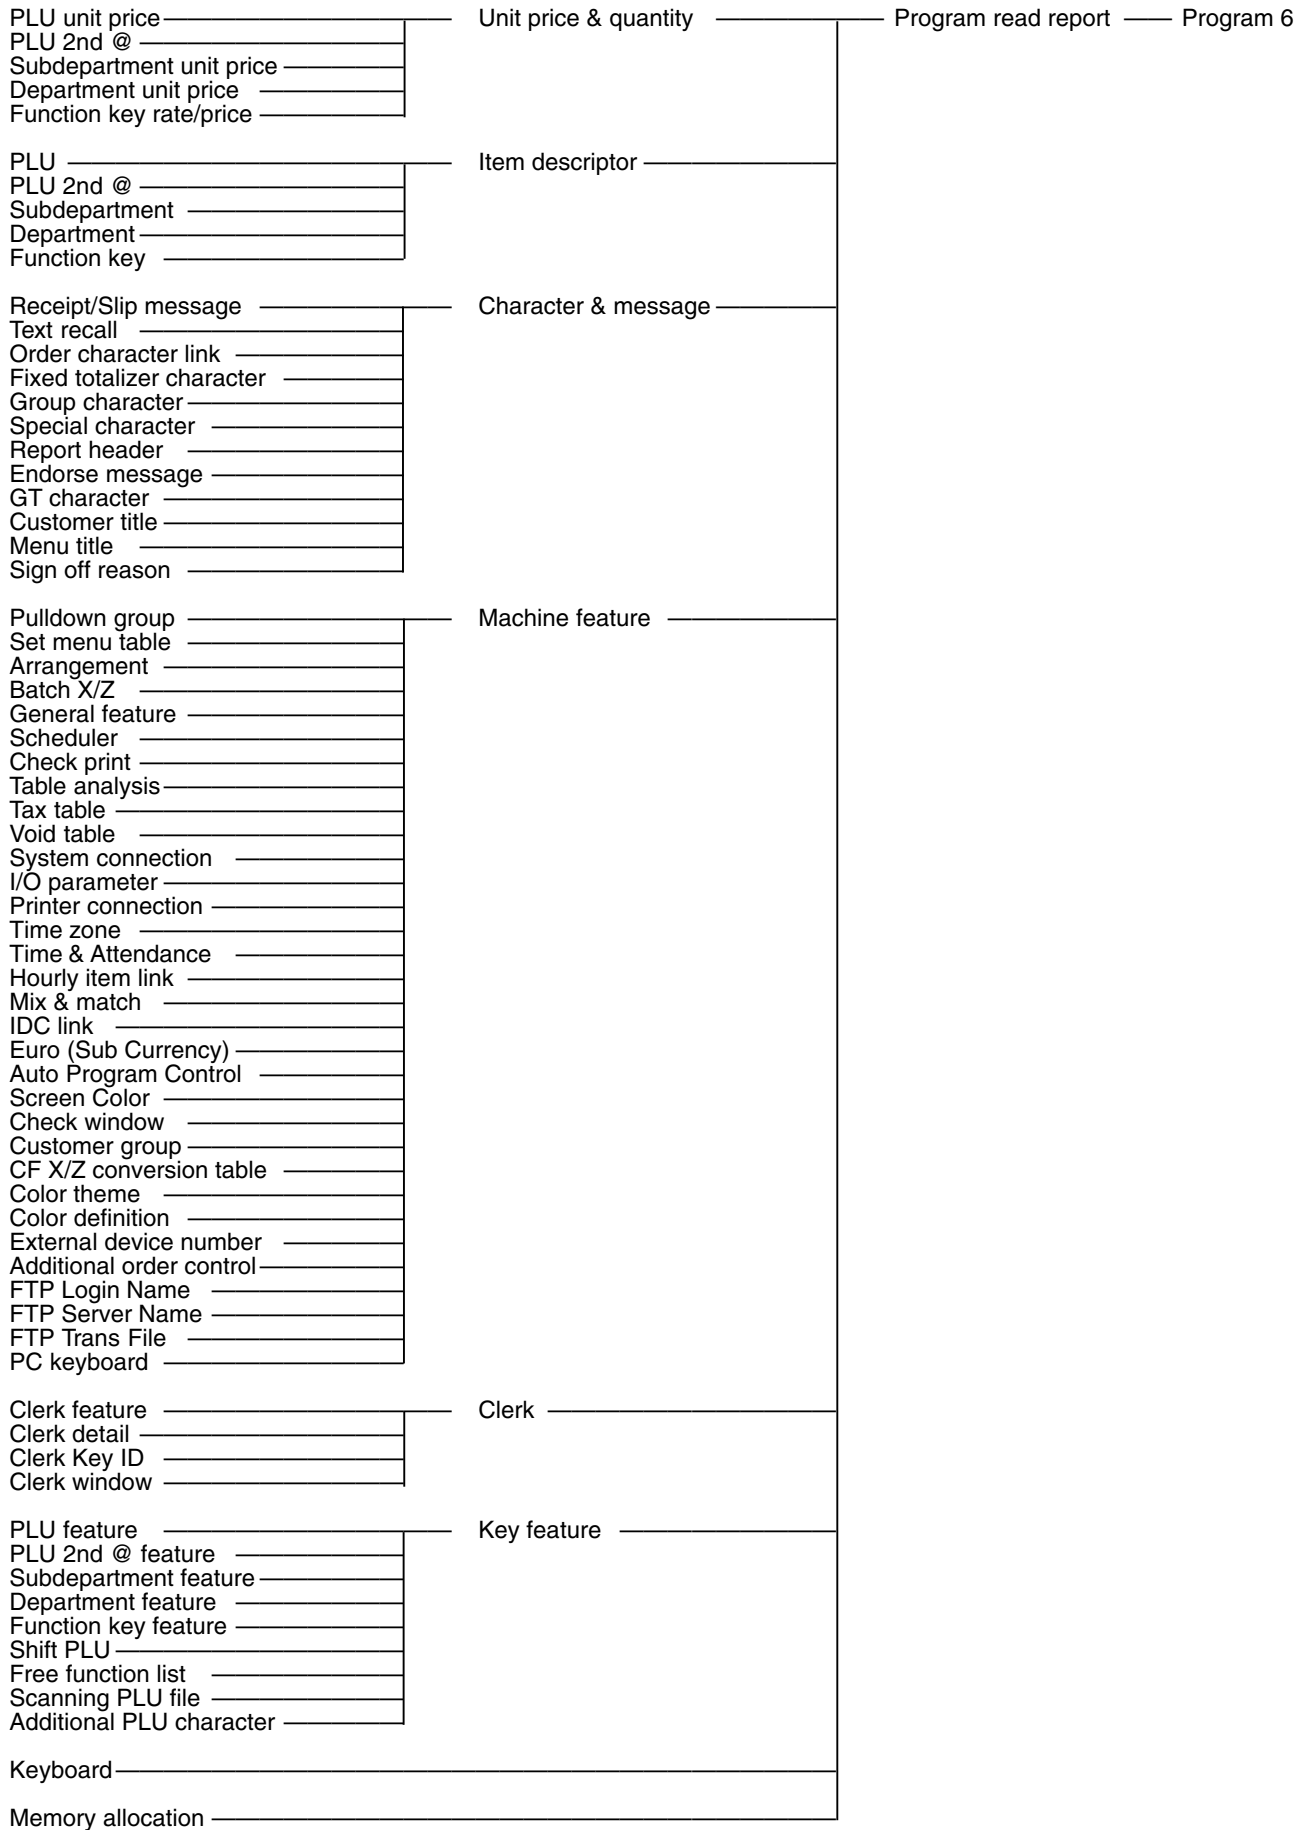 PLU unit price Unit price & quantity Program read report Program 6
PLU 2nd @
Subdepartment unit price
Department unit price
Function key rate/price
PLU Item descriptor
PLU 2nd @
Subdepartment
Department
Function key
Receipt/Slip message Character & message
Text recall
Order character link
Fixed totalizer character
Group character
Special character
Report header
Endorse message
GT character
Customer title
Menu title
Sign off reason
Pulldown group Machine feature
Set menu table
Arrangement
Batch X/Z
General feature
Scheduler
Check print
Table analysis
Tax table
Void table
System connection
I/O parameter
Printer connection
Time zone
Time & Attendance
Hourly item link
Mix & match
IDC link
Euro (Sub Currency)
Auto Program Control
Screen Color
Check window
Customer group
CF X/Z conversion table
Color theme
Color definition
External device number
Additional order control
FTP Login Name
FTP Server Name
FTP Trans File
PC keyboard
Clerk feature Clerk
Clerk detail
Clerk Key ID
Clerk window
PLU feature Key feature
PLU 2nd @ feature
Subdepartment feature
Department feature
Function key feature
Shift PLU
Free function list
Scanning PLU file
Additional PLU character
Keyboard
Memory allocation